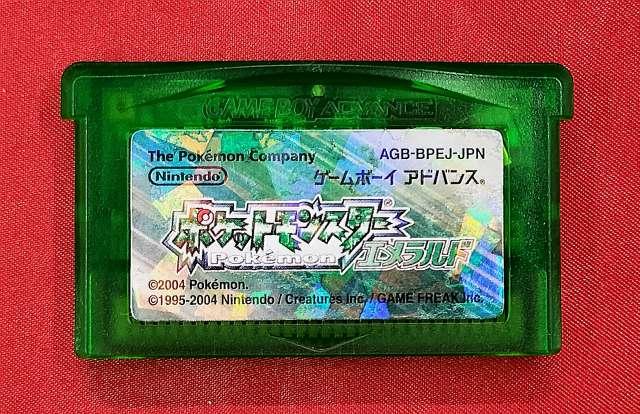 GAME BOY ADVANCE
The Pokémon Company AGB-BPEJ-JPN
Nintendo ゲームボーイ アドバンス®
ポケットモンスター
Pokémon エメラルド
©2004 Pokémon.
©1995-2004 Nintendo / Creatures Inc. / GAME FREAK Inc.